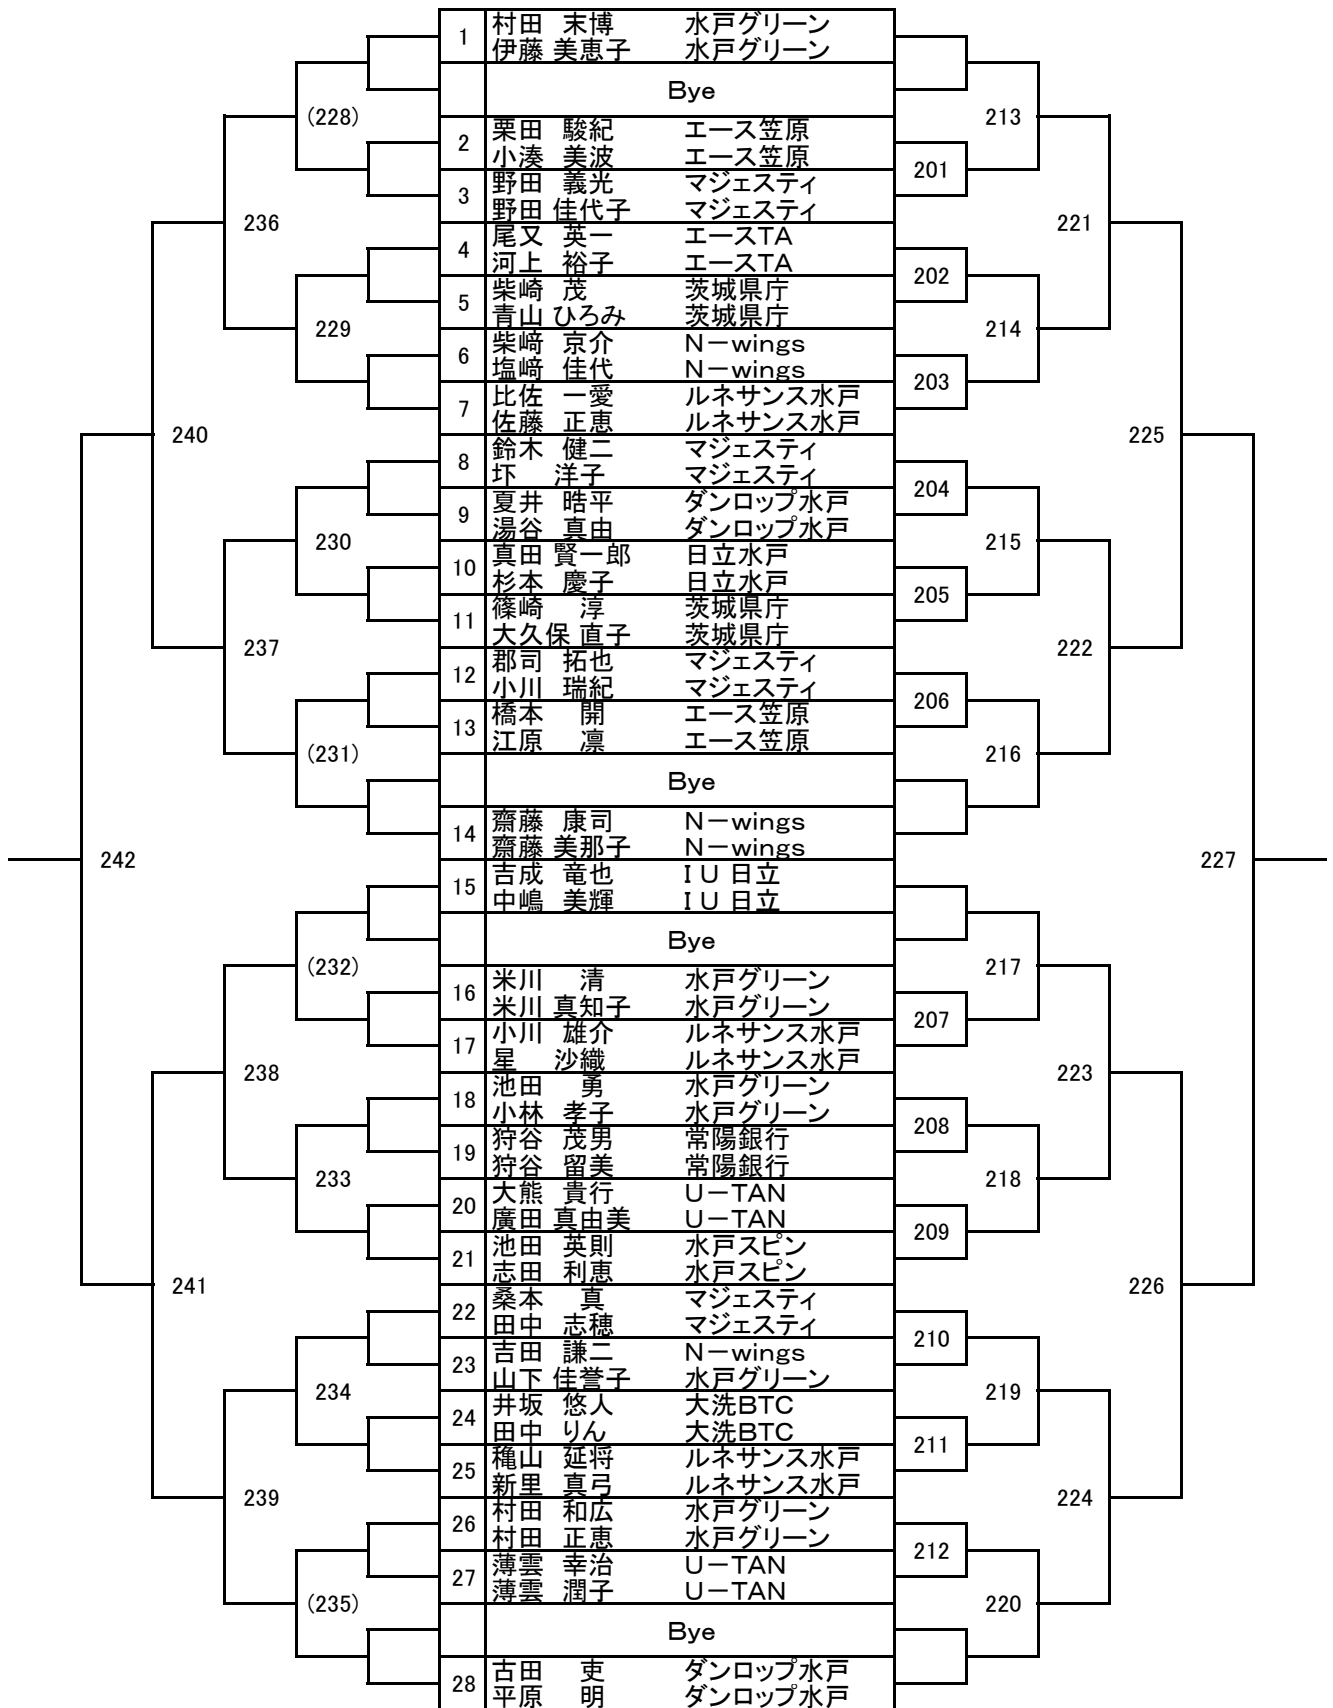 1 村田 末博 水戸グリーン
伊藤 美恵子 水戸グリーン
Bye
(228) 213
2 栗田 駿紀 エース笠原
小湊 美波 エース笠原
201
3 野田 義光 マジェスティ
野田 佳代子 マジェスティ
236 221
4 尾又 英一 エースTA
河上 裕子 エースTA
202
5 柴崎 茂 茨城県庁
青山 ひろみ 茨城県庁
229 214
6 柴﨑 京介 N－wings
塩﨑 佳代 N－wings
203
7 比佐 一愛 ルネサンス水戸
佐藤 正恵 ルネサンス水戸
240 225
8 鈴木 健二 マジェスティ
圷 洋子 マジェスティ
204
9 夏井 晧平 ダンロップ水戸
湯谷 真由 ダンロップ水戸
230 215
10 真田 賢一郎 日立水戸
杉本 慶子 日立水戸
205
11 篠崎 淳 茨城県庁
大久保 直子 茨城県庁
237 222
12 郡司 拓也 マジェスティ
小川 瑞紀 マジェスティ
206
13 橋本 開 エース笠原
江原 凛 エース笠原
(231) 216
Bye
14 齋藤 康司 N－wings
齋藤 美那子 N－wings
242 227
15 吉成 竜也 I U 日立
中嶋 美輝 I U 日立
Bye
(232) 217
16 米川 清 水戸グリーン
米川 真知子 水戸グリーン
207
17 小川 雄介 ルネサンス水戸
星 沙織 ルネサンス水戸
238 223
18 池田 勇 水戸グリーン
小林 孝子 水戸グリーン
208
19 狩谷 茂男 常陽銀行
狩谷 留美 常陽銀行
233 218
20 大熊 貴行 U－TAN
廣田 真由美 U－TAN
209
21 池田 英則 水戸スピン
志田 利恵 水戸スピン
241 226
22 桑本 真 マジェスティ
田中 志穂 マジェスティ
210
23 吉田 謙二 N－wings
山下 佳誉子 水戸グリーン
234 219
24 井坂 悠人 大洗BTC
田中 りん 大洗BTC
211
25 穐山 延将 ルネサンス水戸
新里 真弓 ルネサンス水戸
239 224
26 村田 和広 水戸グリーン
村田 正恵 水戸グリーン
212
27 薄雲 幸治 U－TAN
薄雲 潤子 U－TAN
(235) 220
Bye
28 古田 吏 ダンロップ水戸
平原 明 ダンロップ水戸